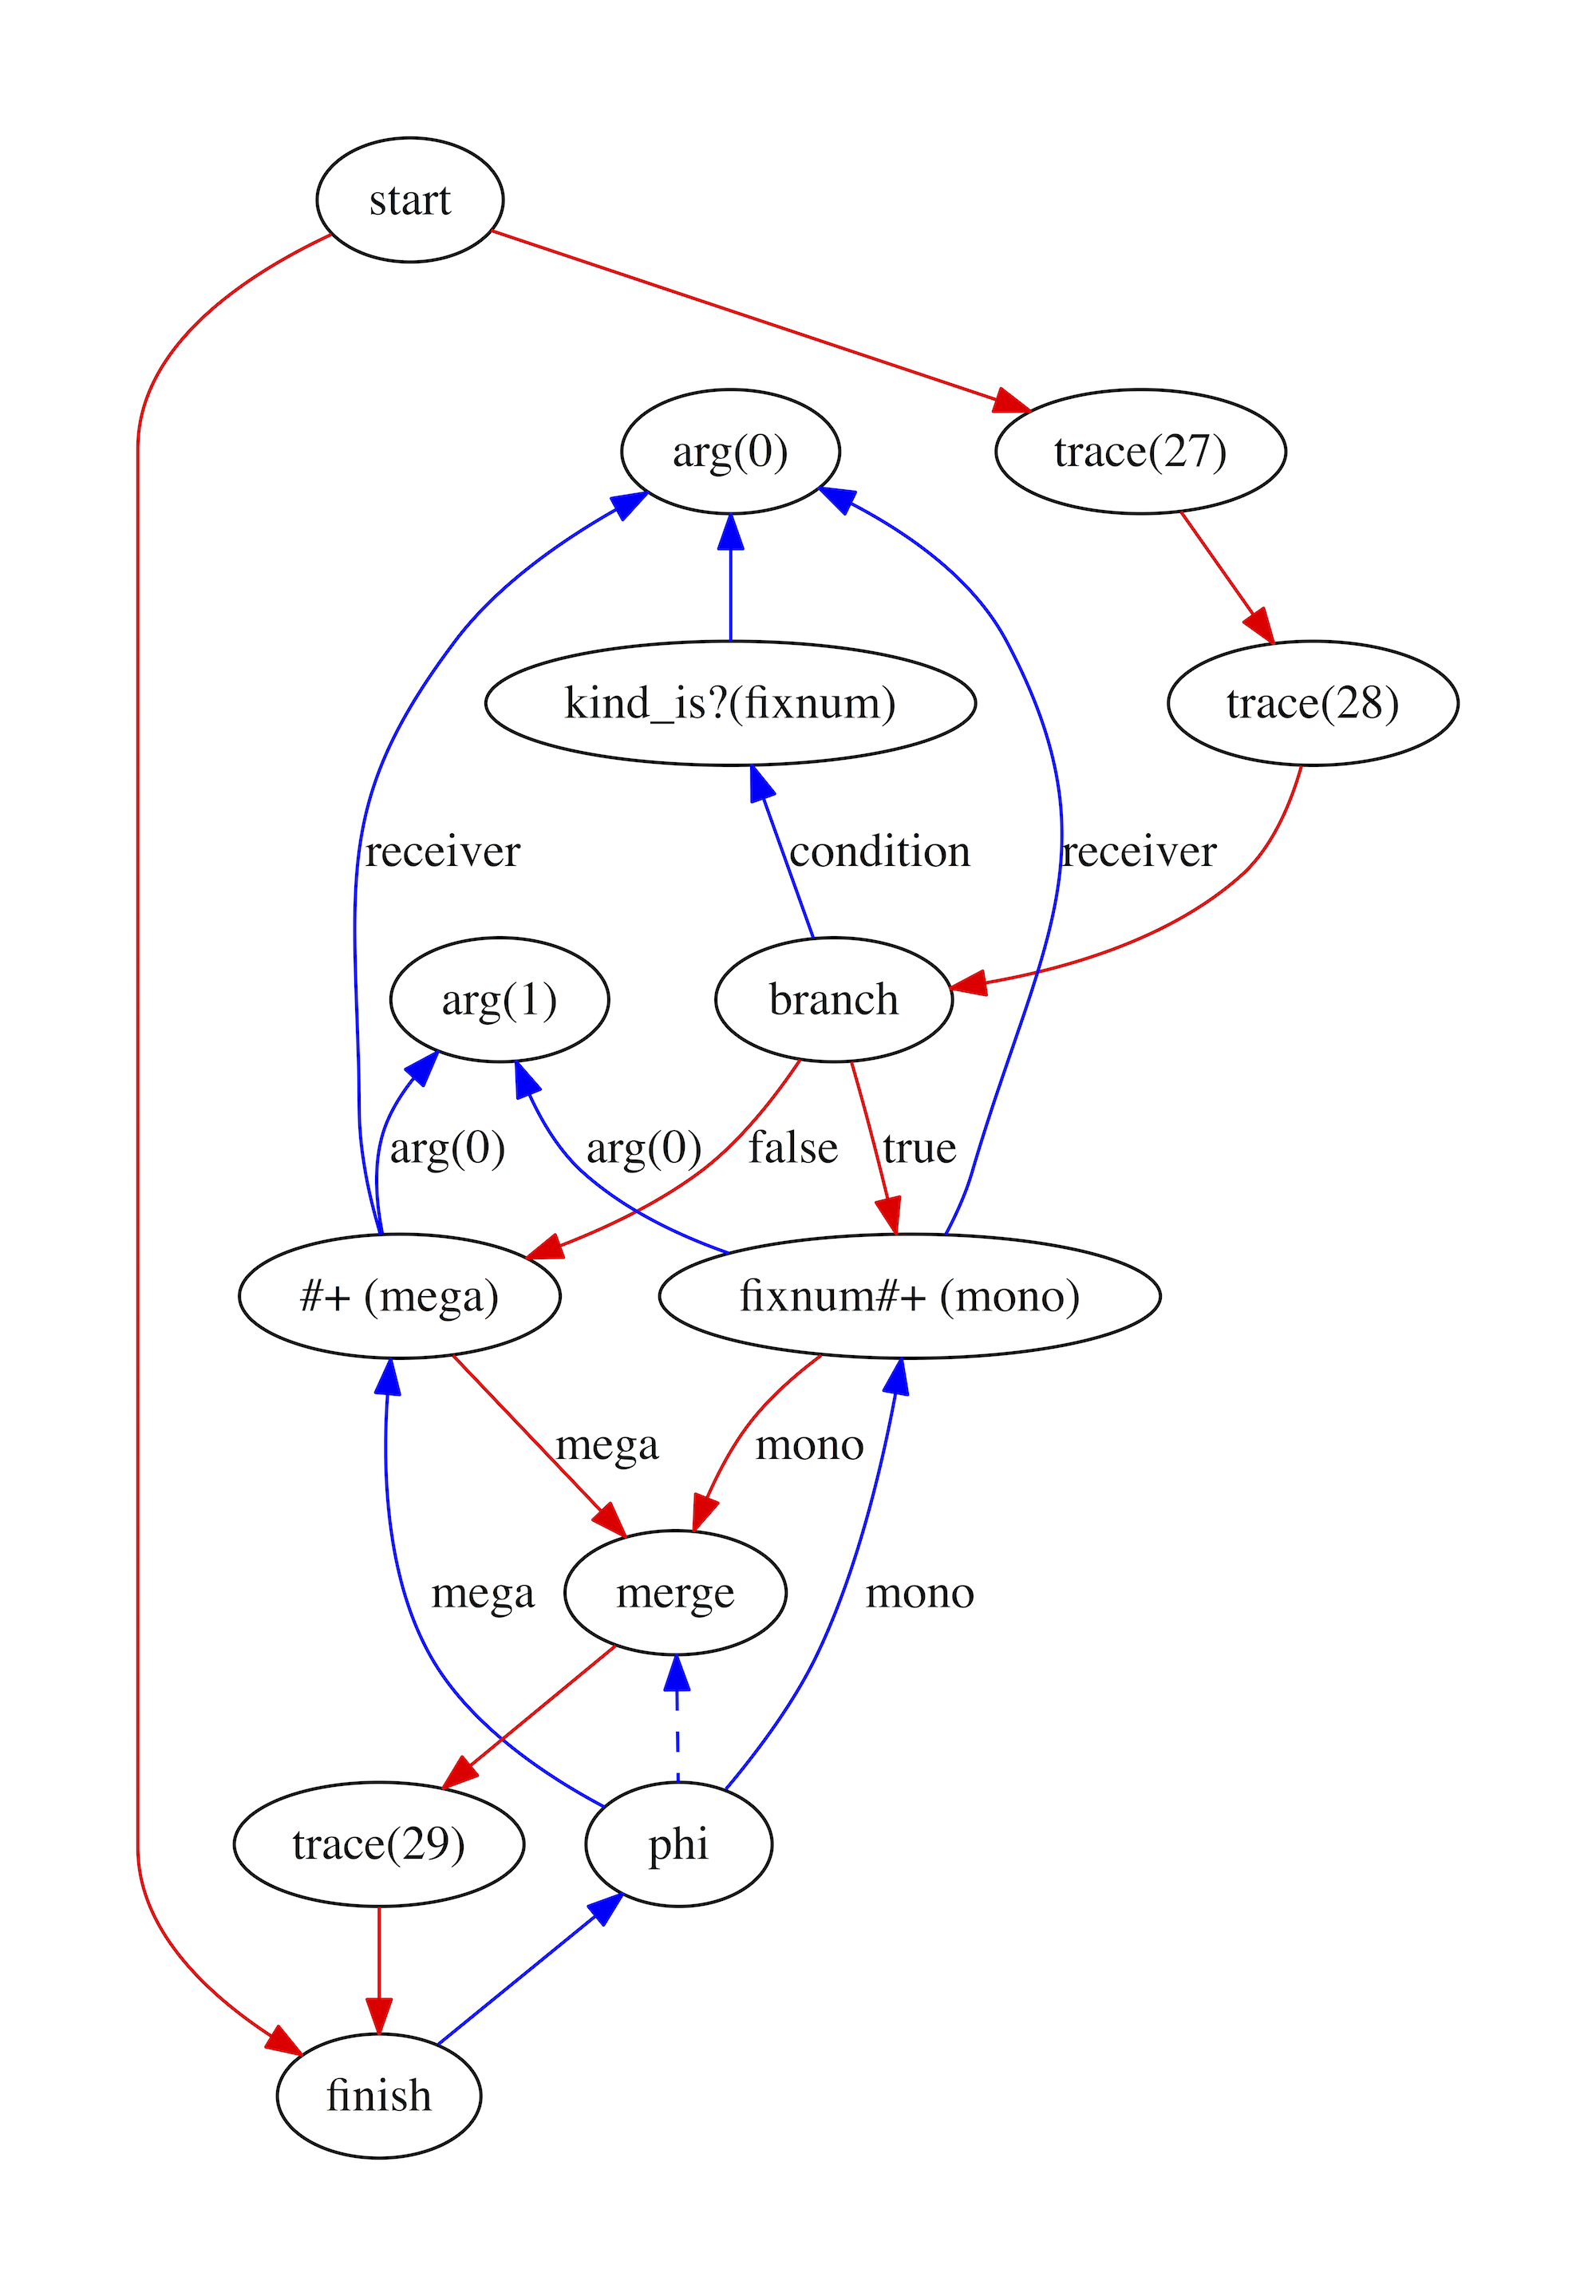 start
arg(0)
trace(27)
kind_is?(fixnum)
trace(28)
receiver
condition
receiver
arg(1)
branch
arg(0)
arg(0)
false
true
#+ (mega)
fixnum#+ (mono)
mega
mono
mega
merge
mono
trace(29)
phi
finish